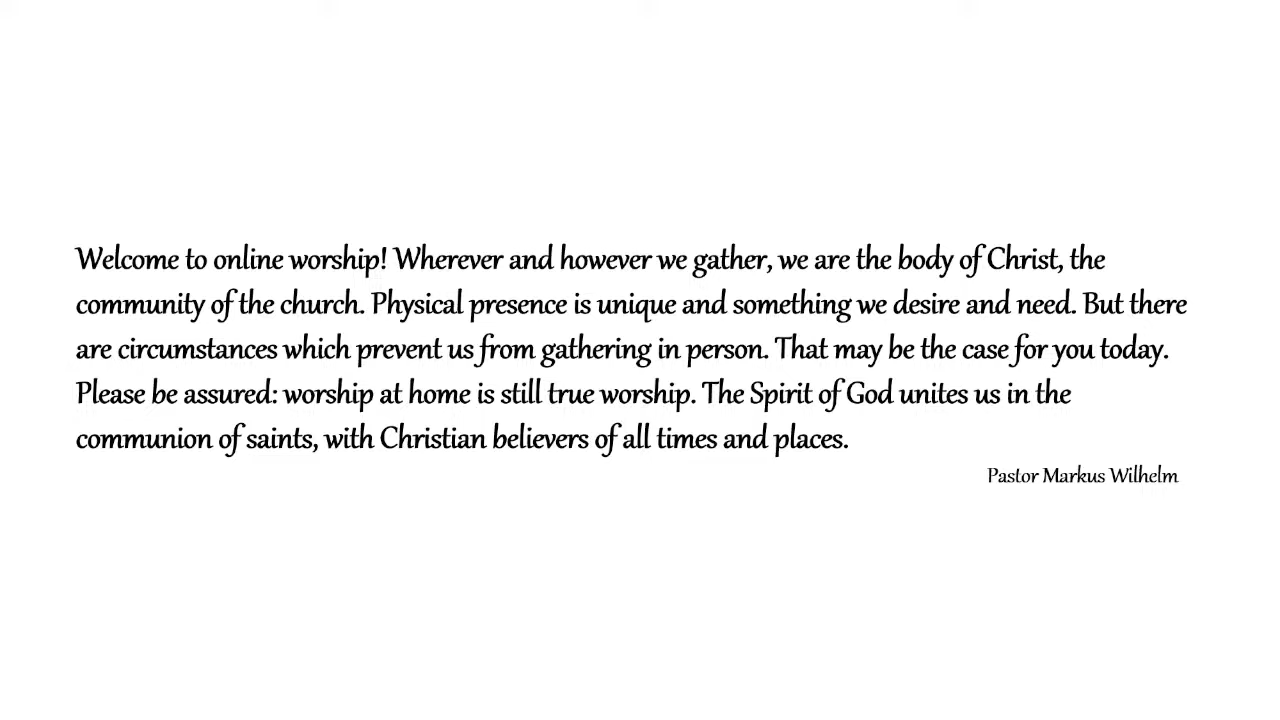 Welcome to online worship! Wherever and however we gather, we are the body of Christ, the
community of the church. Physical presence is unique and something we desire and need. But there
are circumstances which prevent us from gathering in person. That may be the case for you today.
Please be assured: worship at home is still true worship. The Spirit of God unites us in the
communion of saints, with Christian believers of all times and places.
Pastor Markus Wilhelm